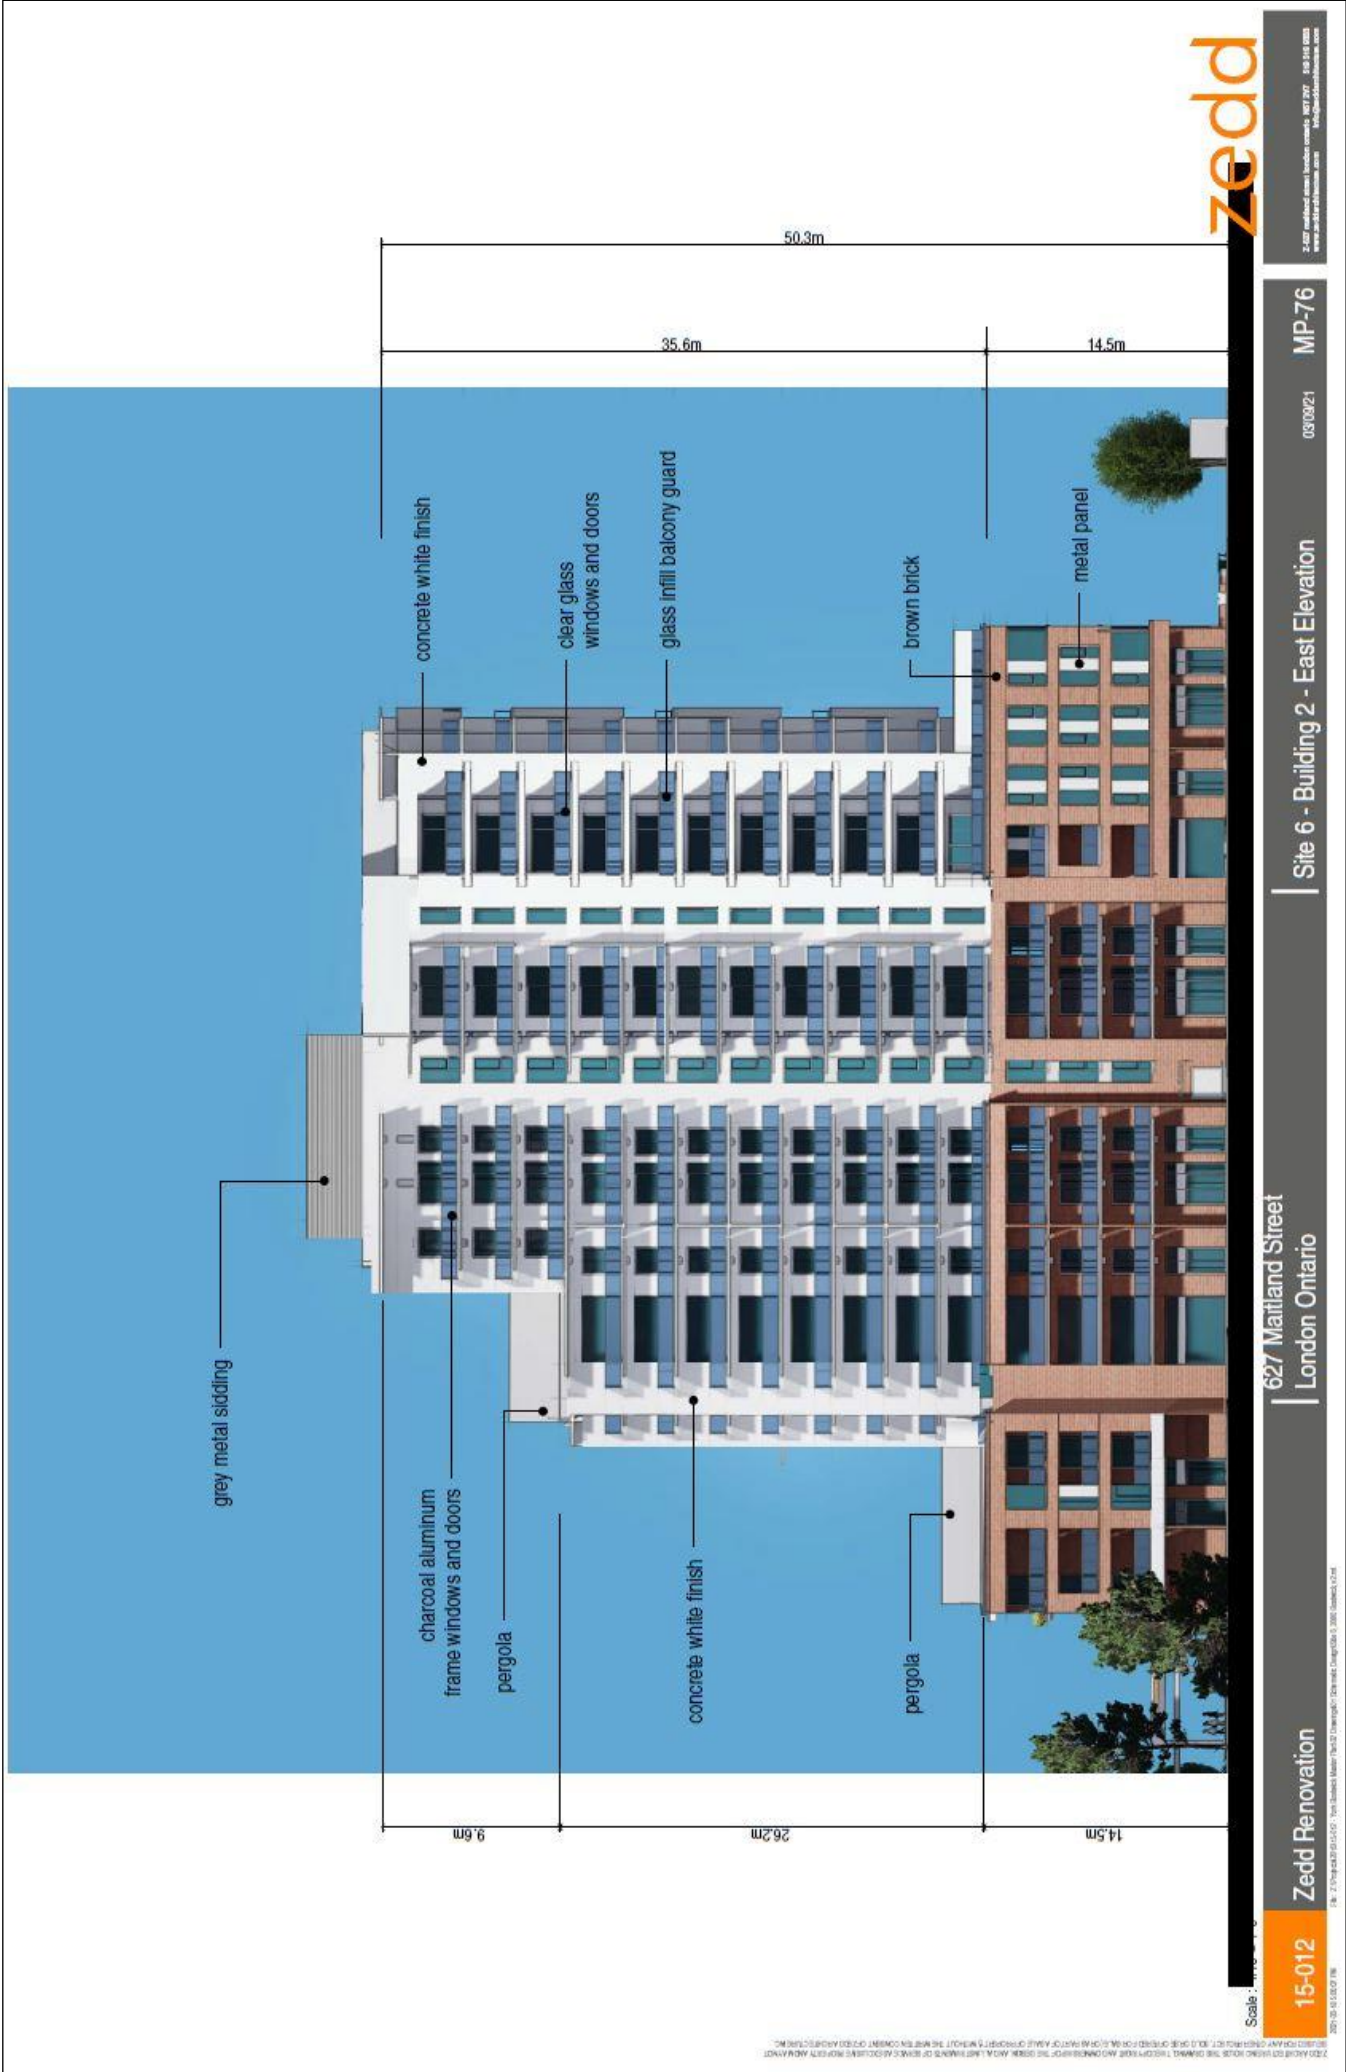 grey metal sidding
charcoal aluminum
frame windows and doors
pergola
concrete white finish
pergola
concrete white finish
clear glass
windows and doors
glass infill balcony guard
brown brick
metal panel
9.6m
26.2m
14.5m
50.3m
35.6m
14.5m
Scale :
15-012
Zedd Renovation
627 Maitland Street
London Ontario
Site 6 - Building 2 - East Elevation
03/09/21
MP-76
zedd